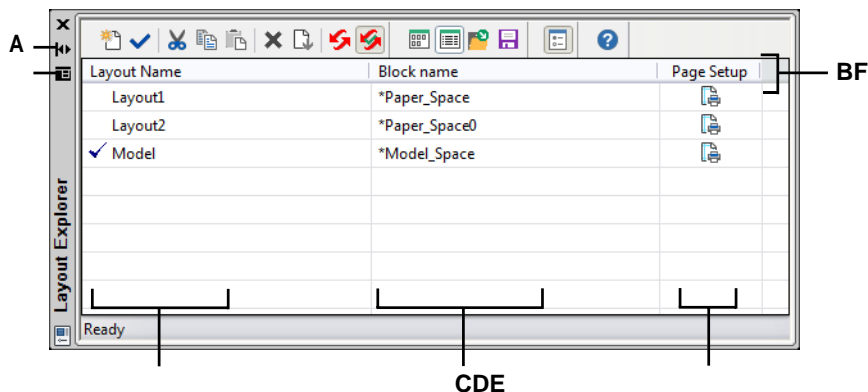 A
Layout Name Block name Page Setup
BF
Layout1 *Paper_Space
Layout2 *Paper_Space0
Model *Model_Space
Layout Explorer
Ready
CDE